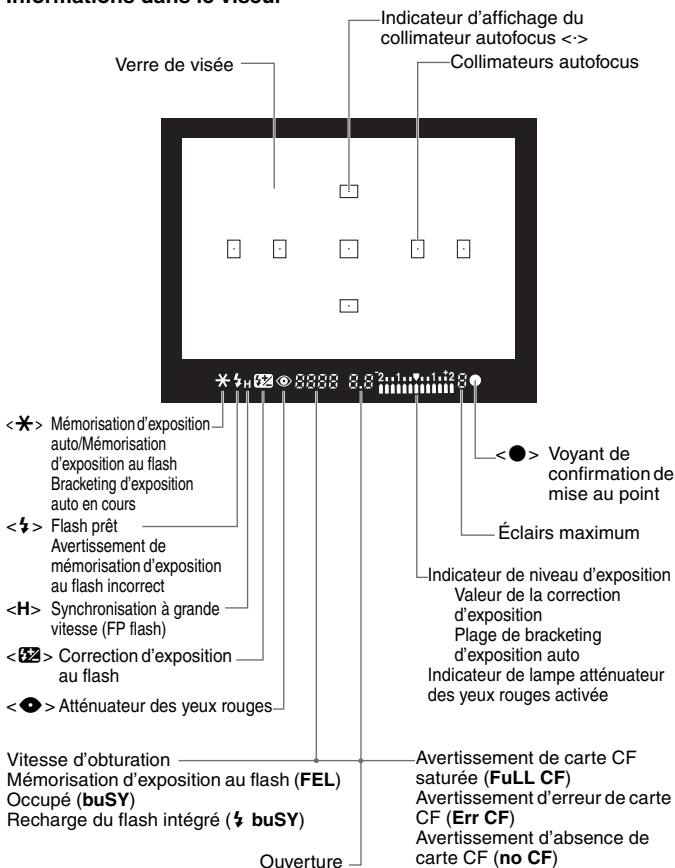 Informations dans le viseur
Indicateur d'affichage du
collimateur autofocus <·>
Verre de visée
Collimateurs autofocus
<✱> Mémorisation d'exposition
auto/Mémorisation
d'exposition au flash
Bracketing d'exposition
auto en cours
<⚡> Flash prêt
Avertissement de
mémorisation d'exposition
au flash incorrect
<H> Synchronisation à grande
vitesse (FP flash)
< > Correction d'exposition
au flash
< > Atténuateur des yeux rouges
<●> Voyant de
confirmation de
mise au point
Éclairs maximum
Indicateur de niveau d'exposition
Valeur de la correction
d'exposition
Plage de bracketing
d'exposition auto
Indicateur de lampe atténuateur
des yeux rouges activée
Vitesse d'obturation
Mémorisation d'exposition au flash (FEL)
Occupé (buSY)
Recharge du flash intégré (⚡ buSY)
Ouverture
Avertissement de carte CF
saturée (FuLL CF)
Avertissement d'erreur de carte
CF (Err CF)
Avertissement d'absence de
carte CF (no CF)